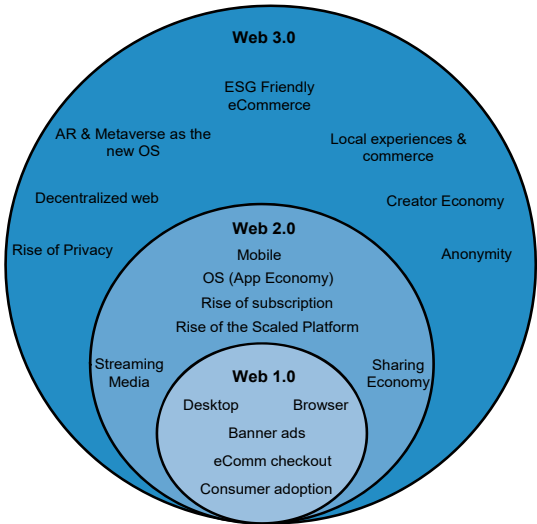 Web 3.0
ESG Friendly
eCommerce
AR & Metaverse as the
new OS
Local experiences &
commerce
Decentralized web
Creator Economy
Rise of Privacy
Anonymity
Web 2.0
Mobile
OS (App Economy)
Rise of subscription
Rise of the Scaled Platform
Streaming
Media
Sharing
Economy
Web 1.0
Desktop
Browser
Banner ads
eComm checkout
Consumer adoption